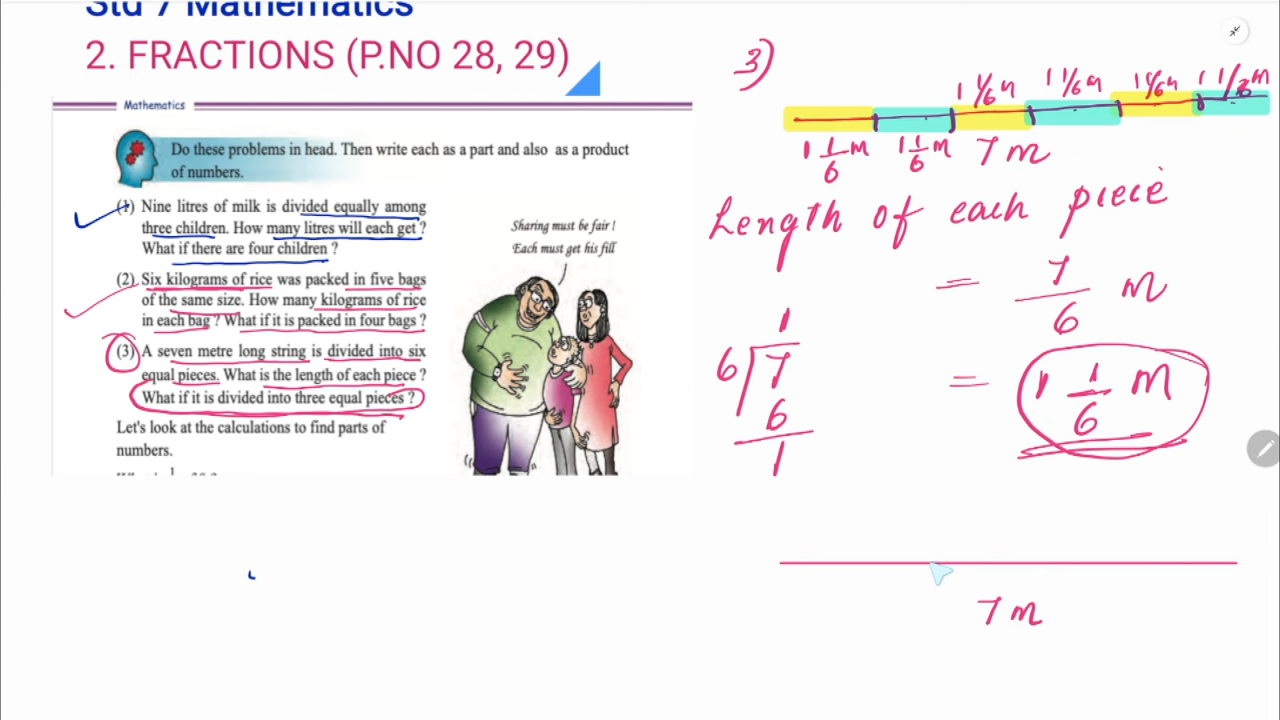 Std 7 Mathematics
2. FRACTIONS (P.NO 28, 29)
Mathematics
Do these problems in head. Then write each as a part and also as a product
of numbers.
(1) Nine litres of milk is divided equally among
three children. How many litres will each get ?
What if there are four children ?
(2) Six kilograms of rice was packed in five bags
of the same size. How many kilograms of rice
in each bag ? What if it is packed in four bags ?
(3) A seven metre long string is divided into six
equal pieces. What is the length of each piece ?
What if it is divided into three equal pieces ?
Let's look at the calculations to find parts of
numbers.
Sharing must be fair !
Each must get his fill
3)
1 1/6 m 1 1/6 m 1 1/6 m 1 1/6 m
1 1/6 m 1 1/6 m 7 m
Length of each piece
= 7/6 m
1
6 7
6
1
= 1 1/6 m
7 m